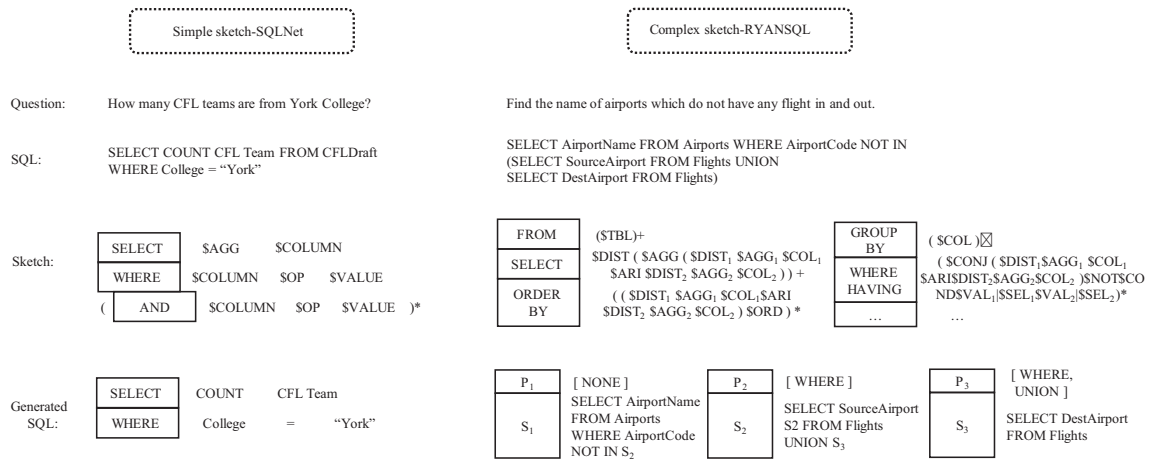 Simple sketch-SQLNet
Complex sketch-RYANSQL
Question:
How many CFL teams are from York College?
Find the name of airports which do not have any flight in and out.
SQL:
SELECT COUNT CFL Team FROM CFLDraft
WHERE College = “York”
SELECT AirportName FROM Airports WHERE AirportCode NOT IN
(SELECT SourceAirport FROM Flights UNION
SELECT DestAirport FROM Flights)
Sketch:
SELECT $AGG $COLUMN
WHERE $COLUMN $OP $VALUE
( AND $COLUMN $OP $VALUE )*
FROM
($TBL)+
SELECT
$DIST ( $AGG ( $DIST₁ $AGG₁ $COL₁
$ARI $DIST₂ $AGG₂ $COL₂ ) ) +
ORDER
BY
( ( $DIST₁ $AGG₁ $COL₁$ARI
$DIST₂ $AGG₂ $COL₂ ) $ORD ) *
GROUP
BY
( $COL )☒
WHERE
HAVING
( $CONJ ( $DIST₁$AGG₁ $COL₁
$ARI$DIST₂$AGG₂$COL₂ )$NOT$CO
ND$VAL₁|$SEL₁$VAL₂|$SEL₂)*
… …
Generated
SQL:
SELECT COUNT CFL Team
WHERE College = “York”
P₁
[ NONE ]
S₁
SELECT AirportName
FROM Airports
WHERE AirportCode
NOT IN S₂
P₂
[ WHERE ]
S₂
SELECT SourceAirport
S2 FROM Flights
UNION S₃
P₃
[ WHERE,
UNION ]
S₃
SELECT DestAirport
FROM Flights